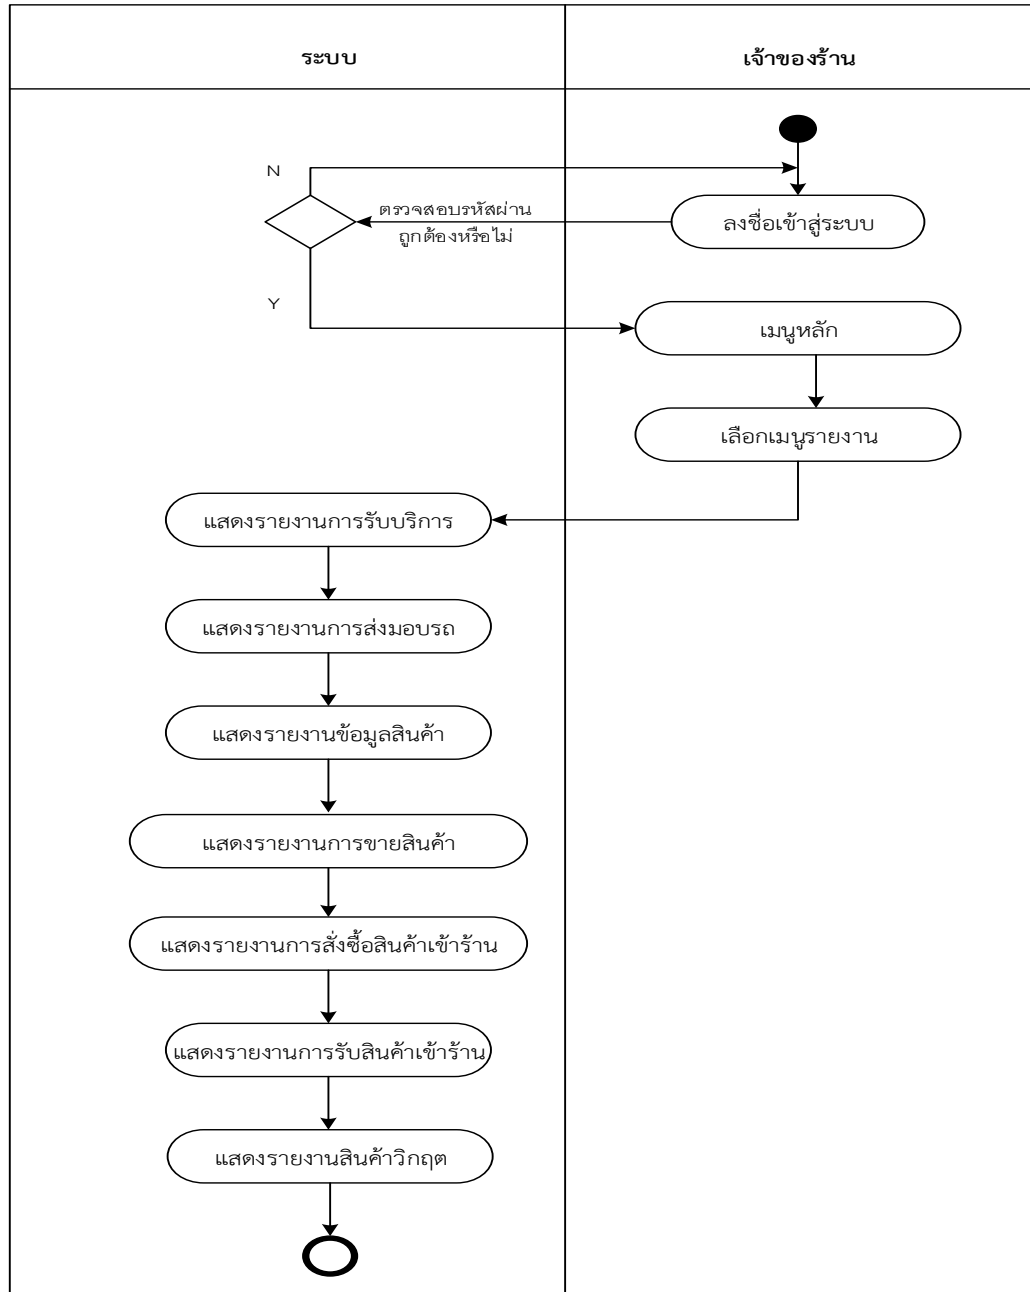 ระบบ
เจ้าของร้าน
N
ตรวจสอบรหัสผ่าน
ถูกต้องหรือไม่
ลงชื่อเข้าสู่ระบบ
Y
เมนูหลัก
เลือกเมนูรายงาน
แสดงรายงานการรับบริการ
แสดงรายงานการส่งมอบรถ
แสดงรายงานข้อมูลสินค้า
แสดงรายงานการขายสินค้า
แสดงรายงานการสั่งซื้อสินค้าเข้าร้าน
แสดงรายงานการรับสินค้าเข้าร้าน
แสดงรายงานสินค้าวิกฤต